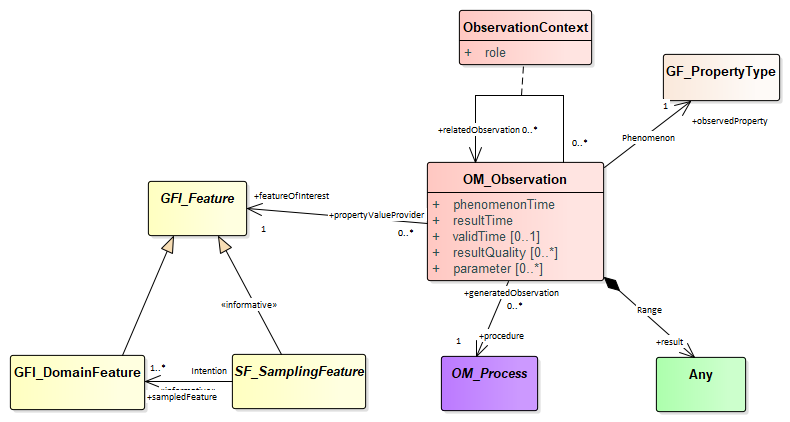 ObservationContext
+ role
GF_PropertyType
1
+observedProperty
Phenomenon
+relatedObservation 0..*
0..*
OM_Observation
+ phenomenonTime
+ resultTime
+ validTime [0..1]
+ resultQuality [0..*]
+ parameter [0..*]
GFI_Feature
+featureOfInterest
1
+propertyValueProvider
0..*
«informative»
+generatedObservation
0..*
Range
+procedure
1
+result
GFI_DomainFeature
1..*
Intention
«informative»
+sampledFeature
SF_SamplingFeature
OM_Process
Any